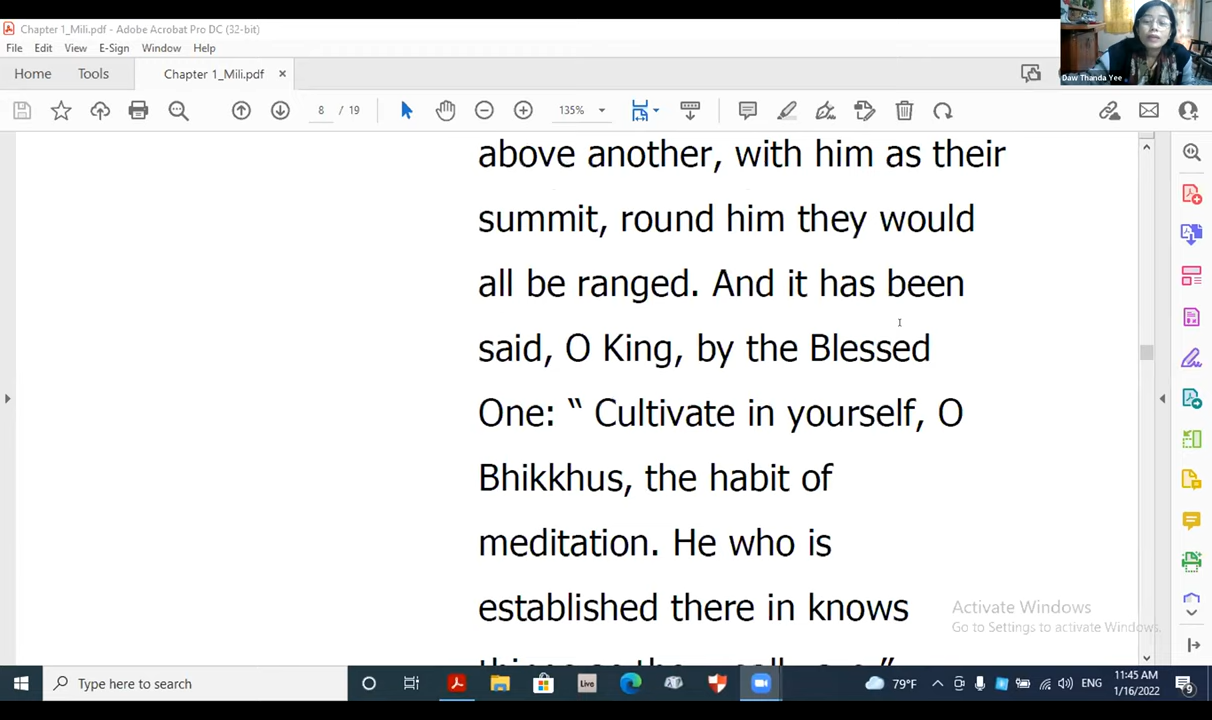 Chapter 1_Mili.pdf - Adobe Acrobat Pro DC (32-bit)
File Edit View E-Sign Window Help
Home Tools Chapter 1_Mili.pdf ×
8 / 19 135%
Daw Thanda Yee
above another, with him as their
summit, round him they would
all be ranged. And it has been
said, O King, by the Blessed
One: “ Cultivate in yourself, O
Bhikkhus, the habit of
meditation. He who is
established there in knows
Activate Windows
Go to Settings to activate Windows.
Type here to search
Live
79°F
ENG
11:45 AM
1/16/2022
9